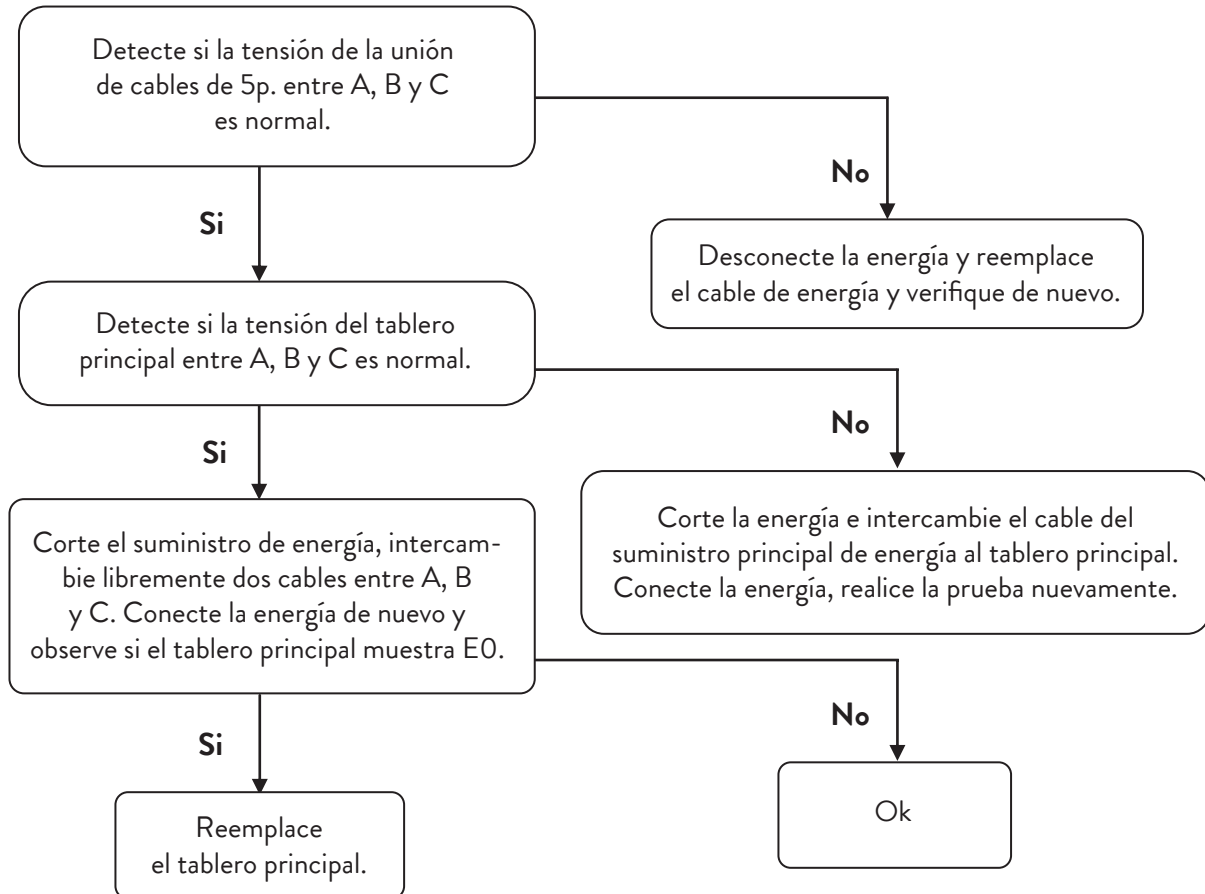 Detecte si la tensión de la unión
de cables de 5p. entre A, B y C
es normal.
No
Si
Desconecte la energía y reemplace
el cable de energía y verifique de nuevo.
Detecte si la tensión del tablero
principal entre A, B y C es normal.
No
Si
Corte la energía e intercambie el cable del
suministro principal de energía al tablero principal.
Conecte la energía, realice la prueba nuevamente.
Corte el suministro de energía, intercam-
bie libremente dos cables entre A, B
y C. Conecte la energía de nuevo y
observe si el tablero principal muestra E0.
No
Si
Ok
Reemplace
el tablero principal.